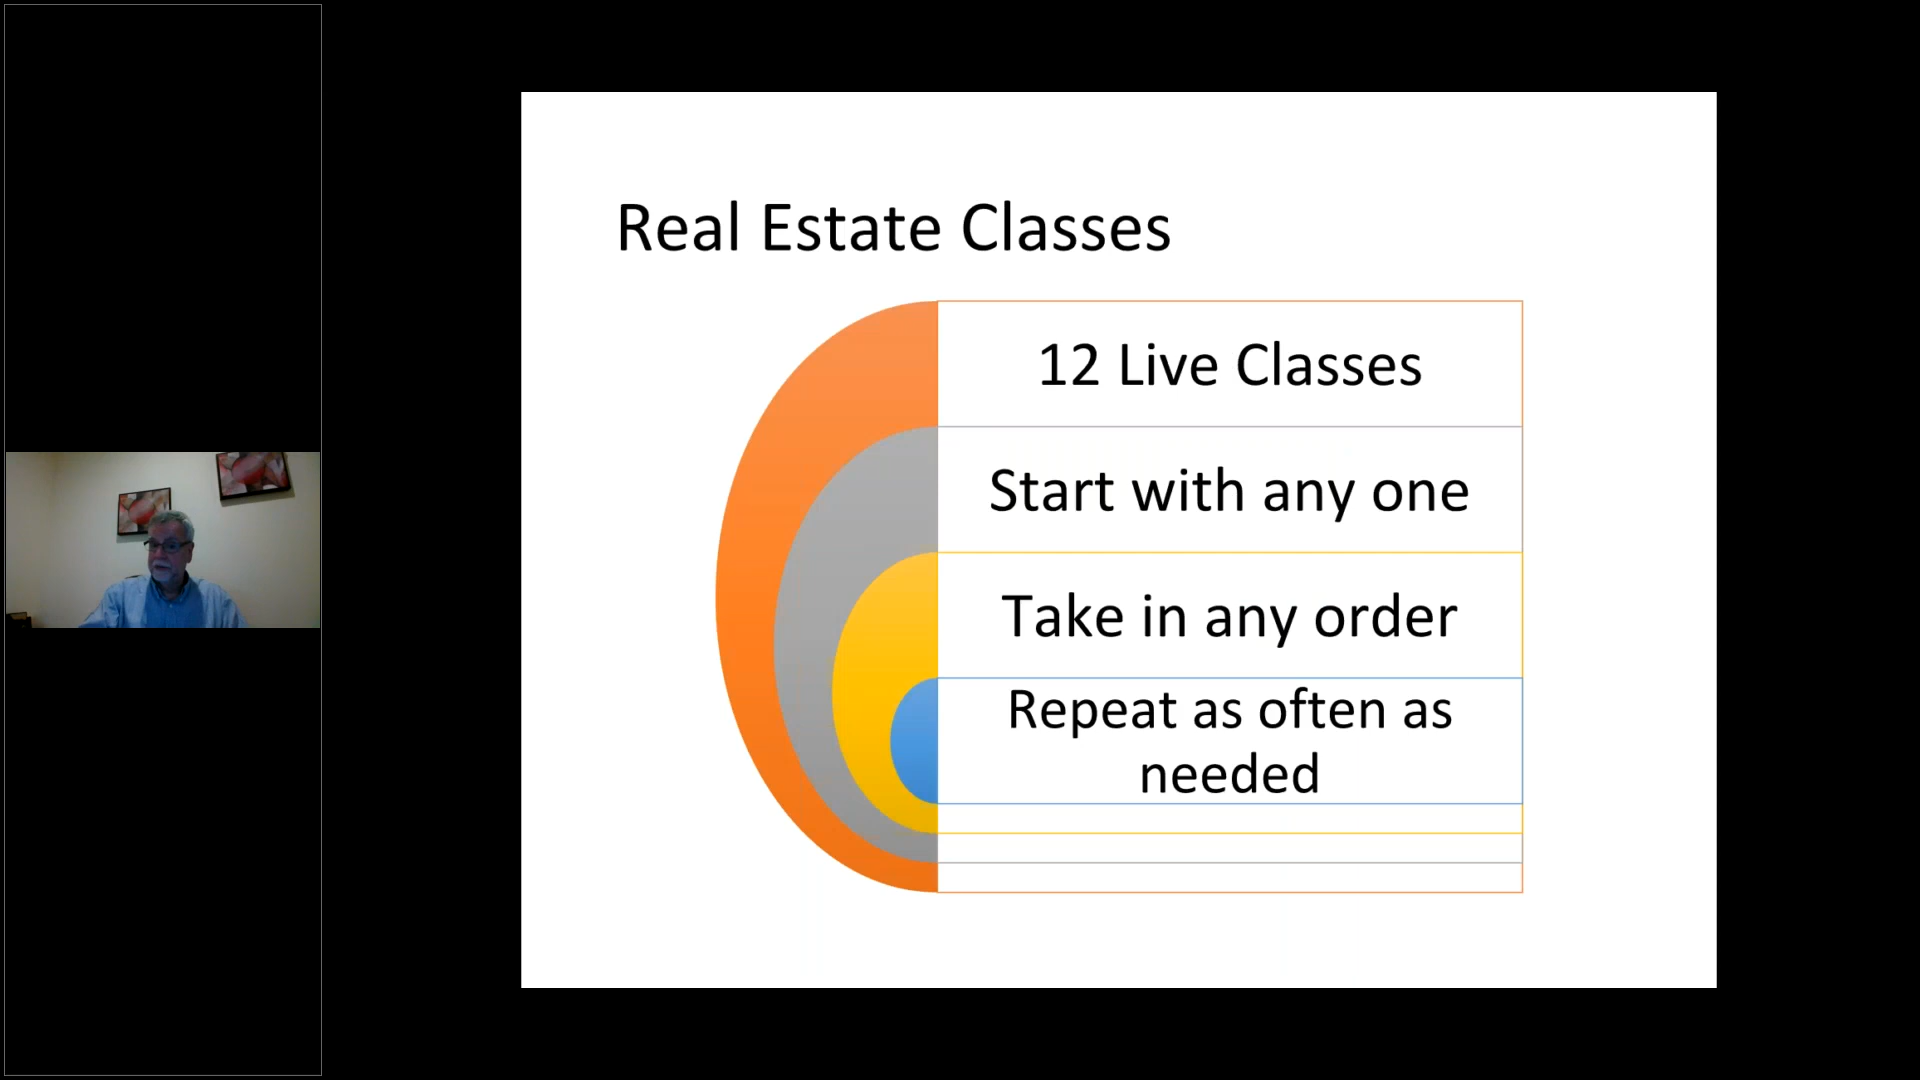 Real Estate Classes
12 Live Classes
Start with any one
Take in any order
Repeat as often as
needed